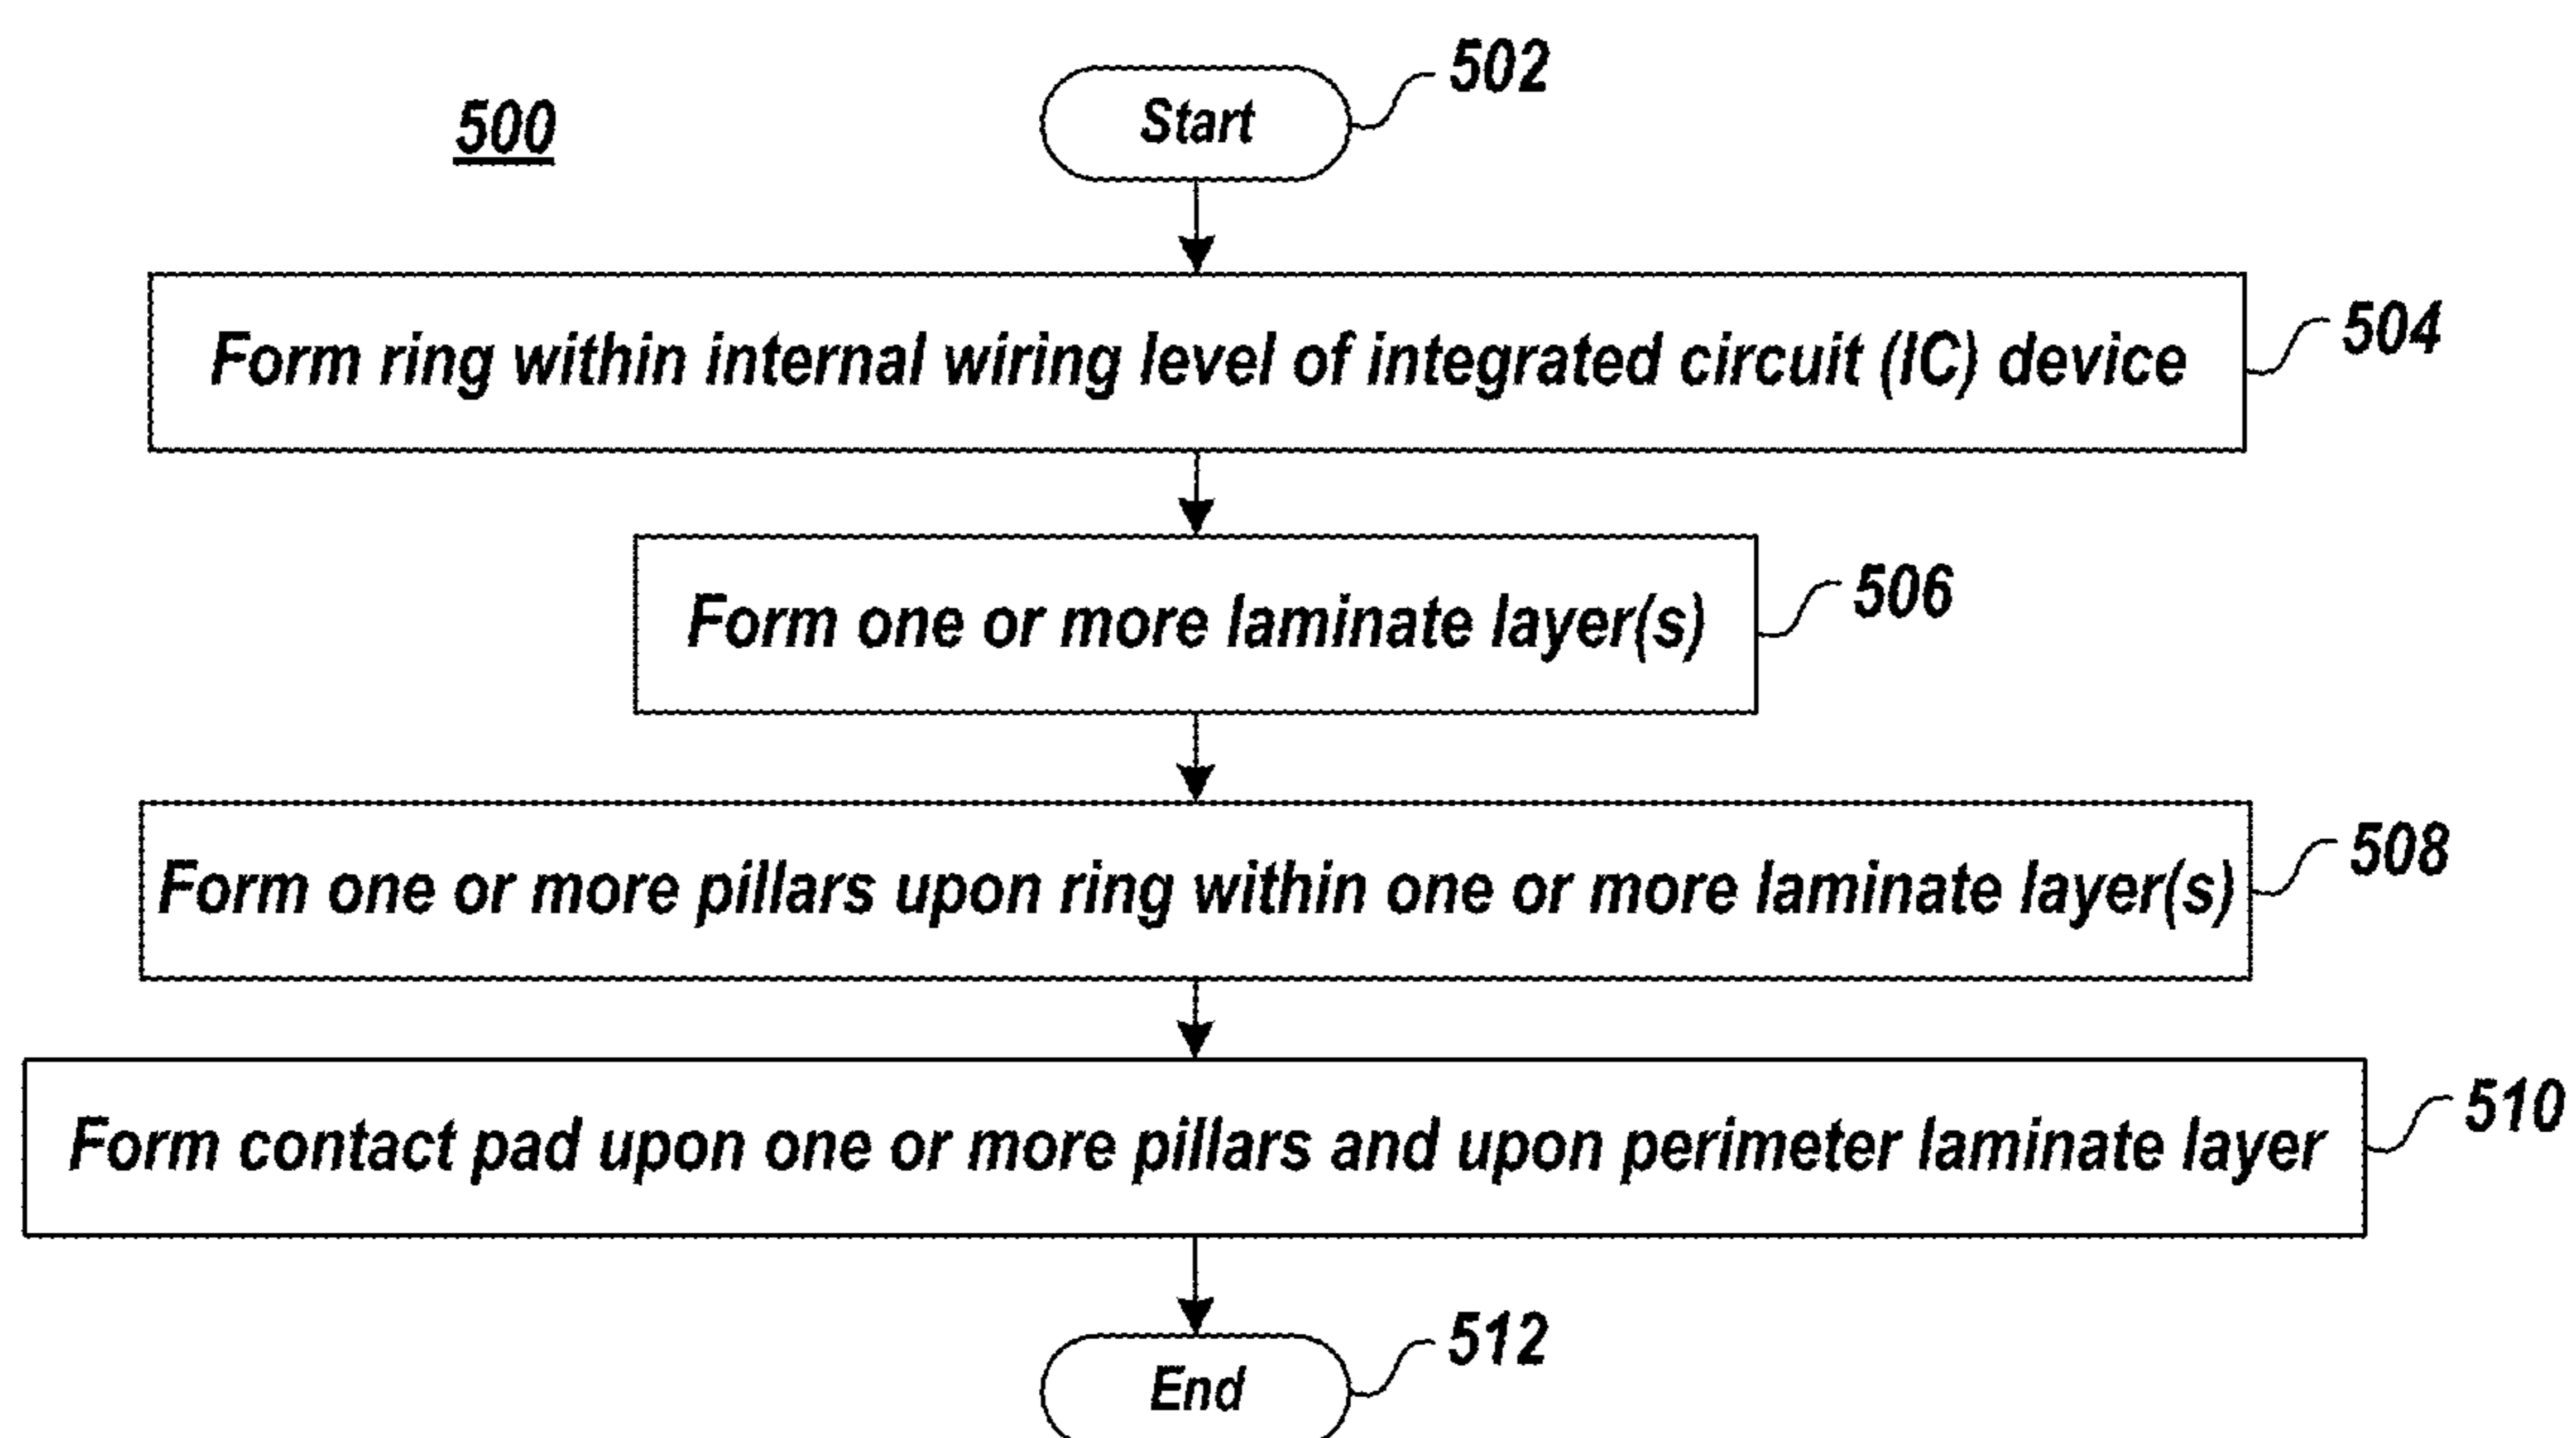 500
Start
502
Form ring within internal wiring level of integrated circuit (IC) device
504
Form one or more laminate layer(s)
506
Form one or more pillars upon ring within one or more laminate layer(s)
508
Form contact pad upon one or more pillars and upon perimeter laminate layer
510
End
512